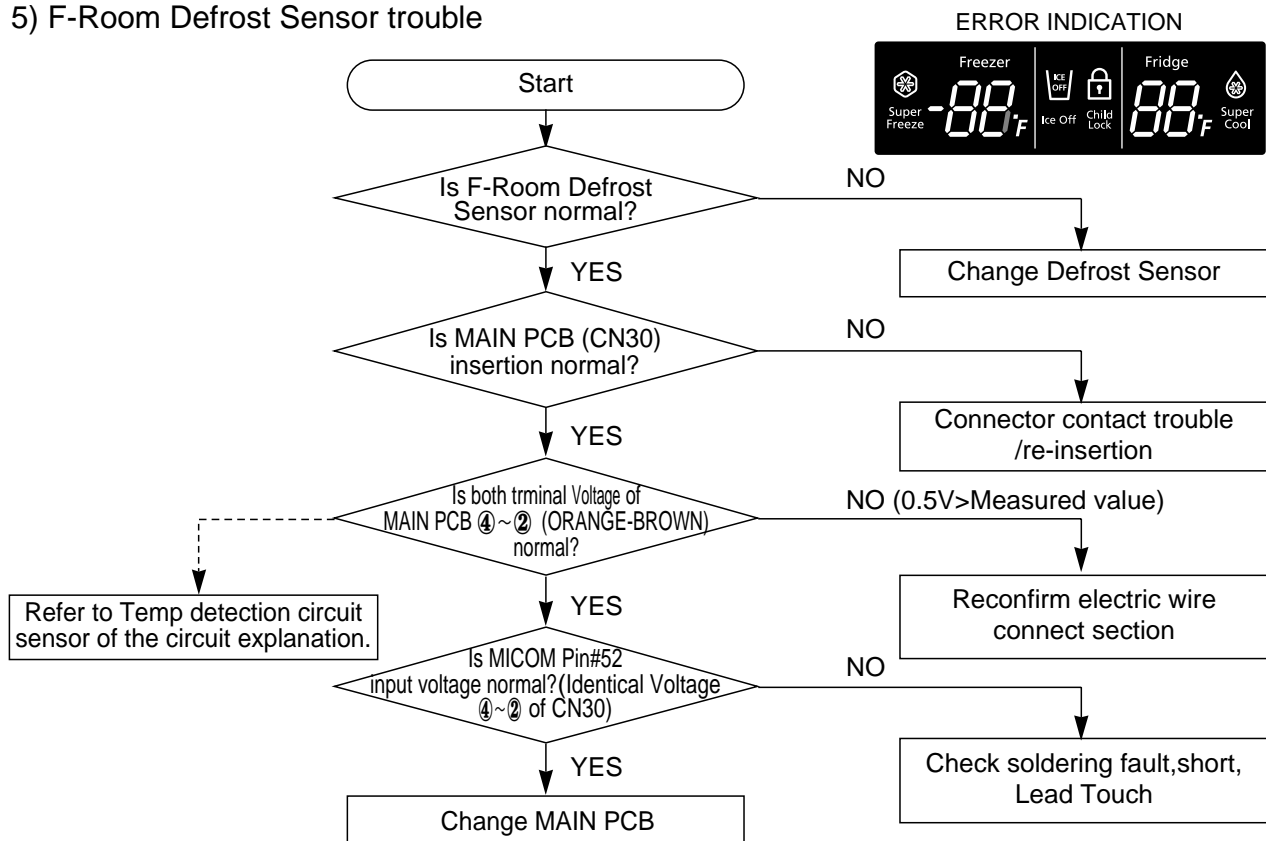 5) F-Room Defrost Sensor trouble
ERROR INDICATION
Freezer
Fridge
ICE
OFF
Super
Freeze
-88°F
Ice Off
Child
Lock
88°F
Super
Cool
Start
Is F-Room Defrost
Sensor normal?
NO
Change Defrost Sensor
YES
Is MAIN PCB (CN30)
insertion normal?
NO
Connector contact trouble
/re-insertion
YES
Is both trminal Voltage of
MAIN PCB ④~② (ORANGE-BROWN)
normal?
NO (0.5V>Measured value)
Reconfirm electric wire
connect section
Refer to Temp detection circuit
sensor of the circuit explanation.
YES
Is MICOM Pin#52
input voltage normal?(Identical Voltage
④~② of CN30)
NO
Check soldering fault,short,
Lead Touch
YES
Change MAIN PCB